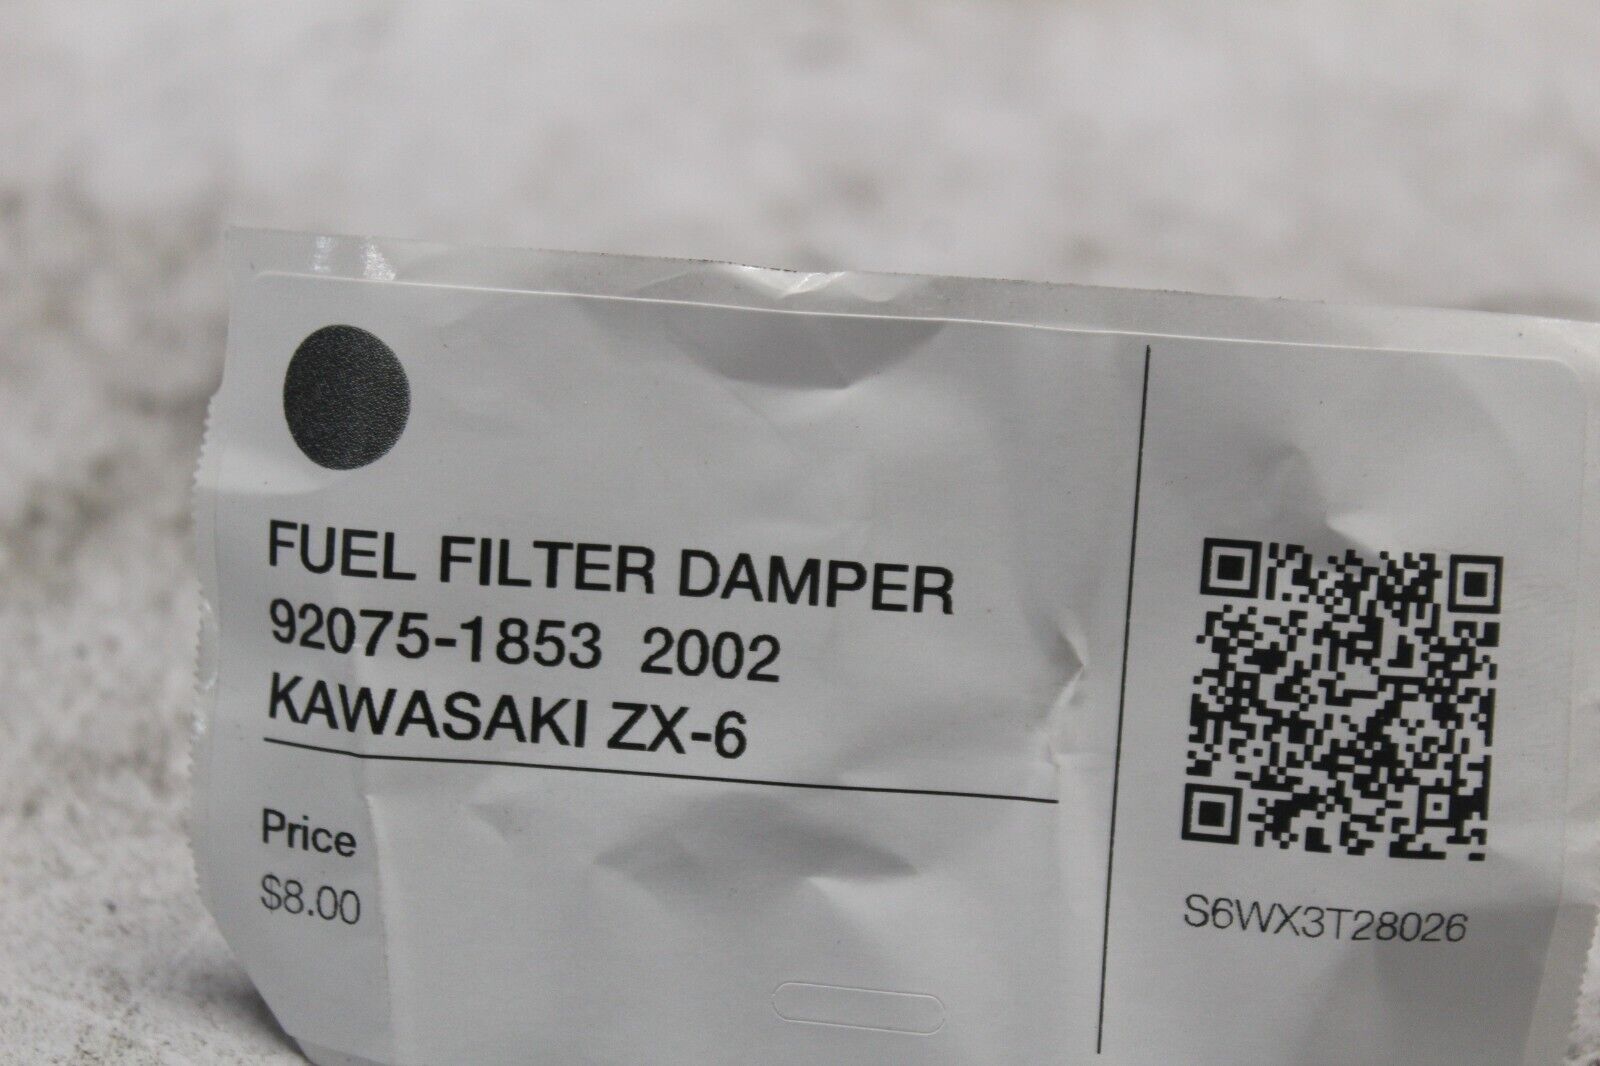 FUEL FILTER DAMPER
92075-1853 2002
KAWASAKI ZX-6
Price
$8.00
S6WX3T28026